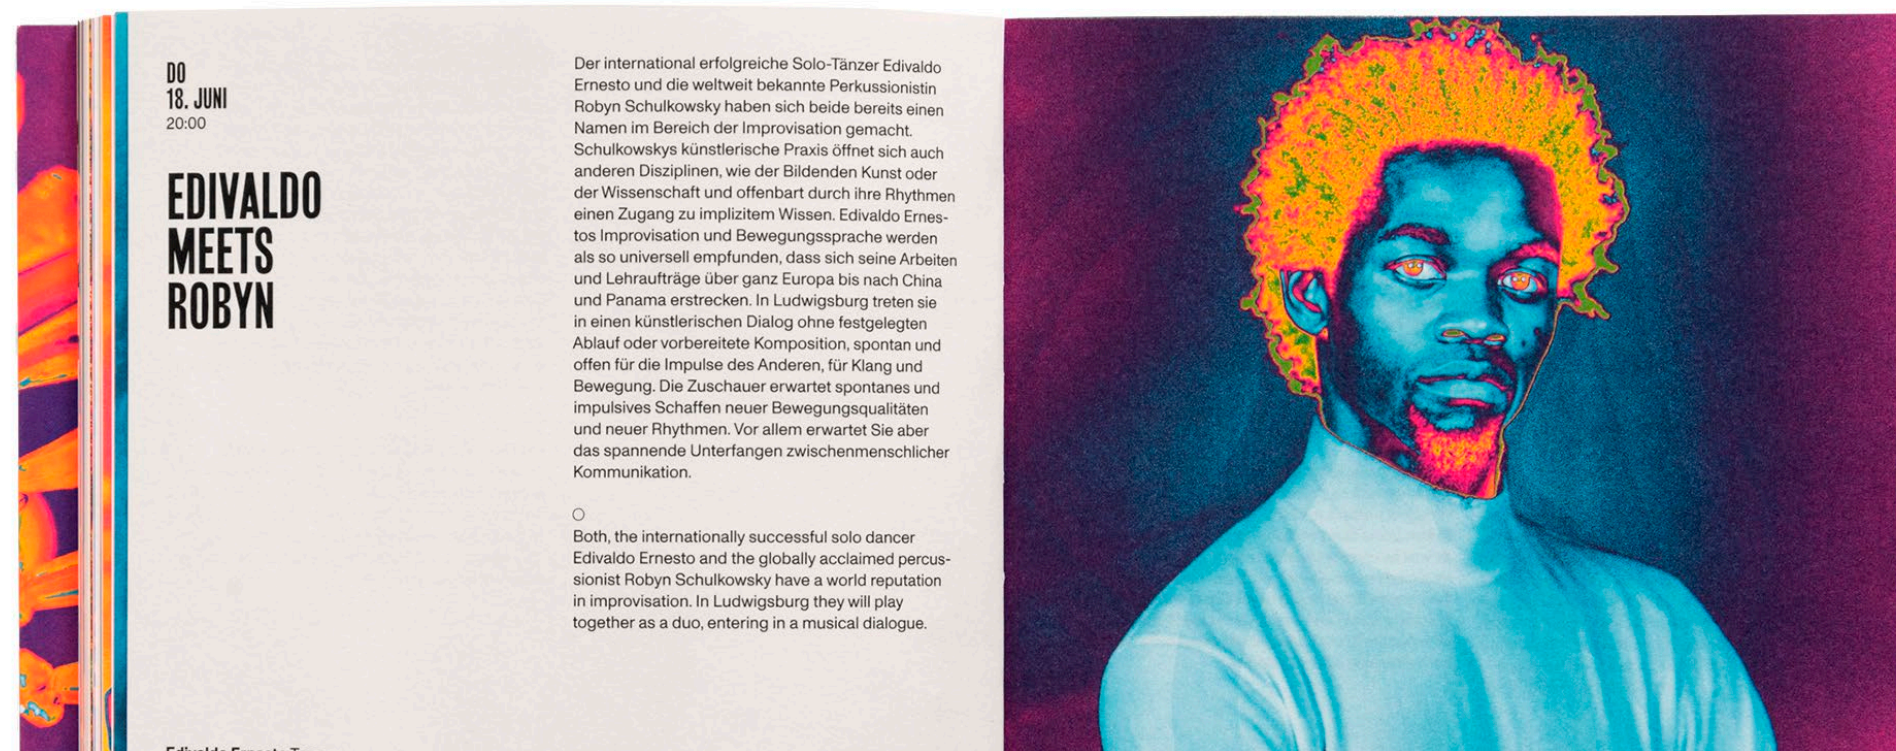 DO
18. JUNI
20:00
EDIVALDO
MEETS
ROBYN
Der international erfolgreiche Solo-Tänzer Edivaldo
Ernesto und die weltweit bekannte Perkussionistin
Robyn Schulkowsky haben sich beide bereits einen
Namen im Bereich der Improvisation gemacht.
Schulkowskys künstlerische Praxis öffnet sich auch
anderen Disziplinen, wie der Bildenden Kunst oder
der Wissenschaft und offenbart durch ihre Rhythmen
einen Zugang zu implizitem Wissen. Edivaldo Ernes-
tos Improvisation und Bewegungssprache werden
als so universell empfunden, dass sich seine Arbeiten
und Lehraufträge über ganz Europa bis nach China
und Panama erstrecken. In Ludwigsburg treten sie
in einen künstlerischen Dialog ohne festgelegten
Ablauf oder vorbereitete Komposition, spontan und
offen für die Impulse des Anderen, für Klang und
Bewegung. Die Zuschauer erwartet spontanes und
impulsives Schaffen neuer Bewegungsqualitäten
und neuer Rhythmen. Vor allem erwartet Sie aber
das spannende Unterfangen zwischenmenschlicher
Kommunikation.
Both, the internationally successful solo dancer
Edivaldo Ernesto and the globally acclaimed percus-
sionist Robyn Schulkowsky have a world reputation
in improvisation. In Ludwigsburg they will play
together as a duo, entering in a musical dialogue.